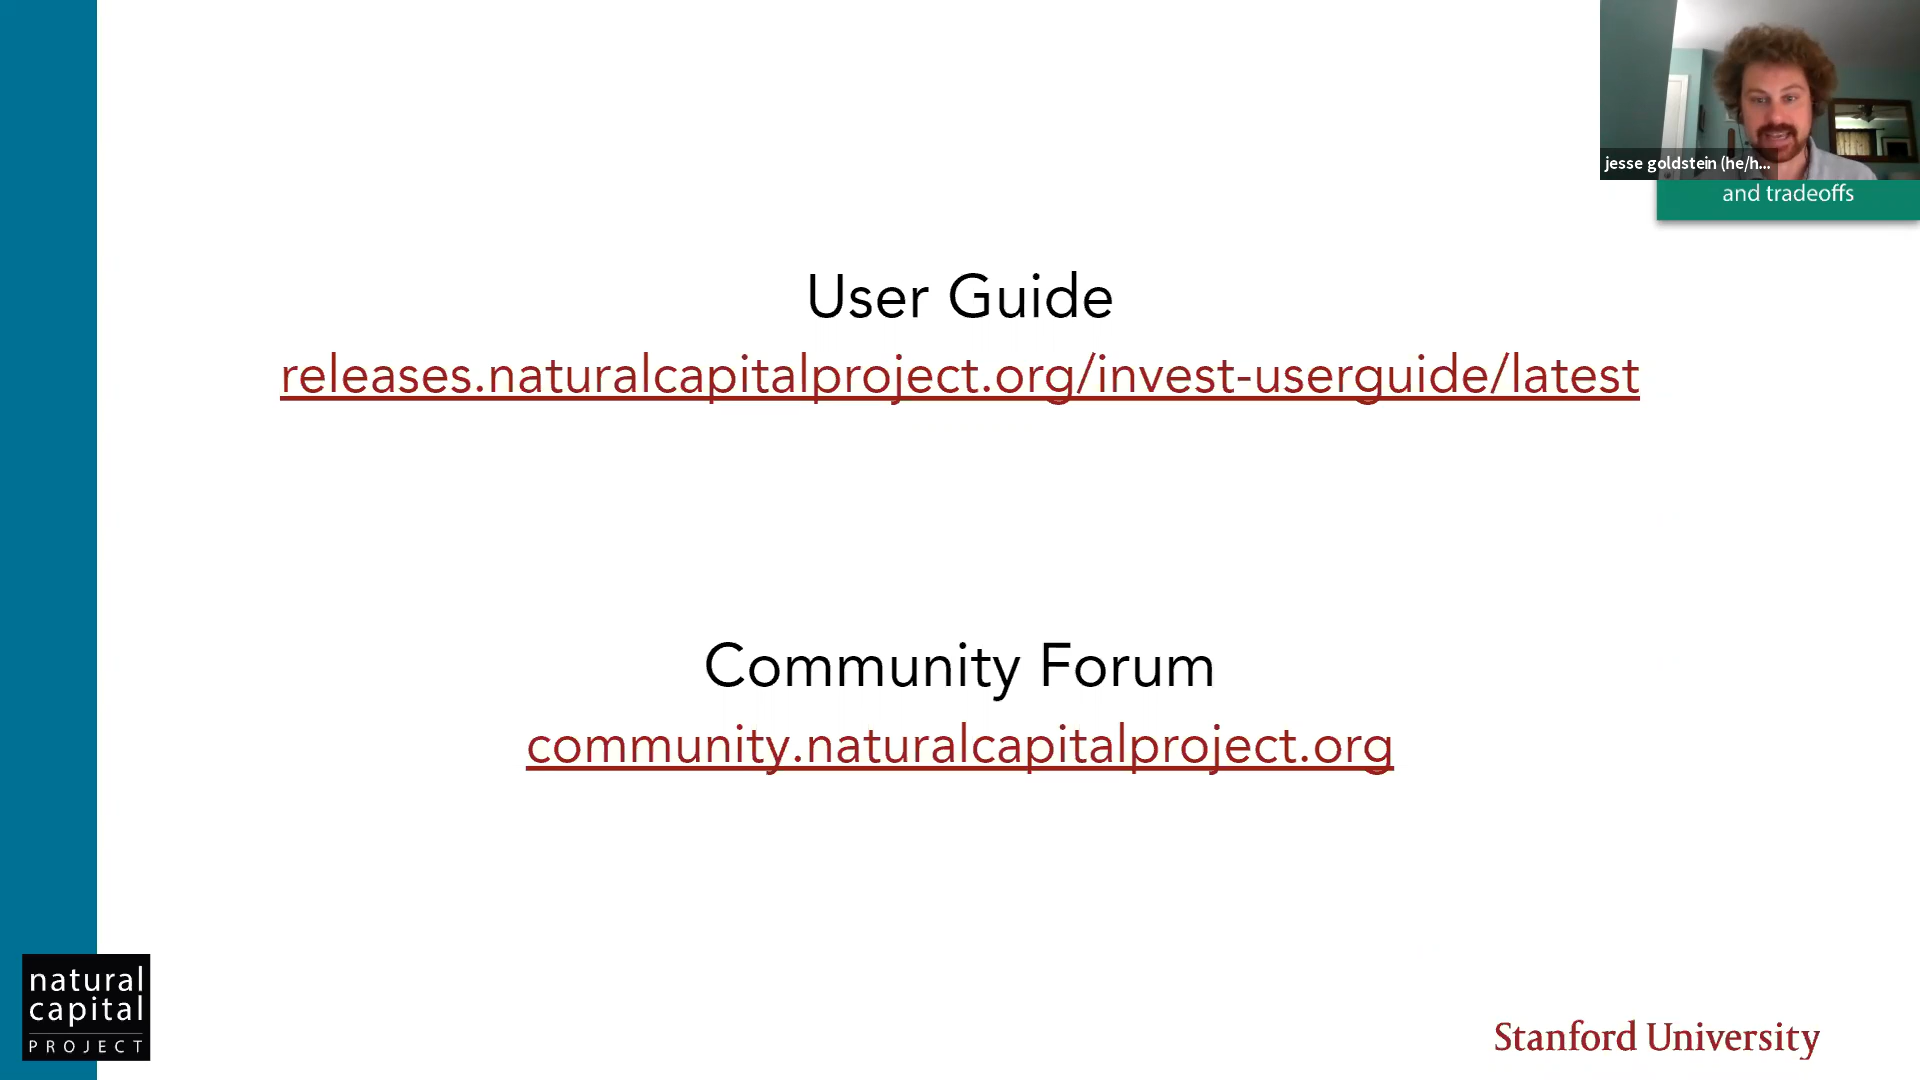 jesse goldstein (he/h...
and tradeoffs
User Guide
releases.naturalcapitalproject.org/invest-userguide/latest
Community Forum
community.naturalcapitalproject.org
natural
capital
PROJECT
Stanford University